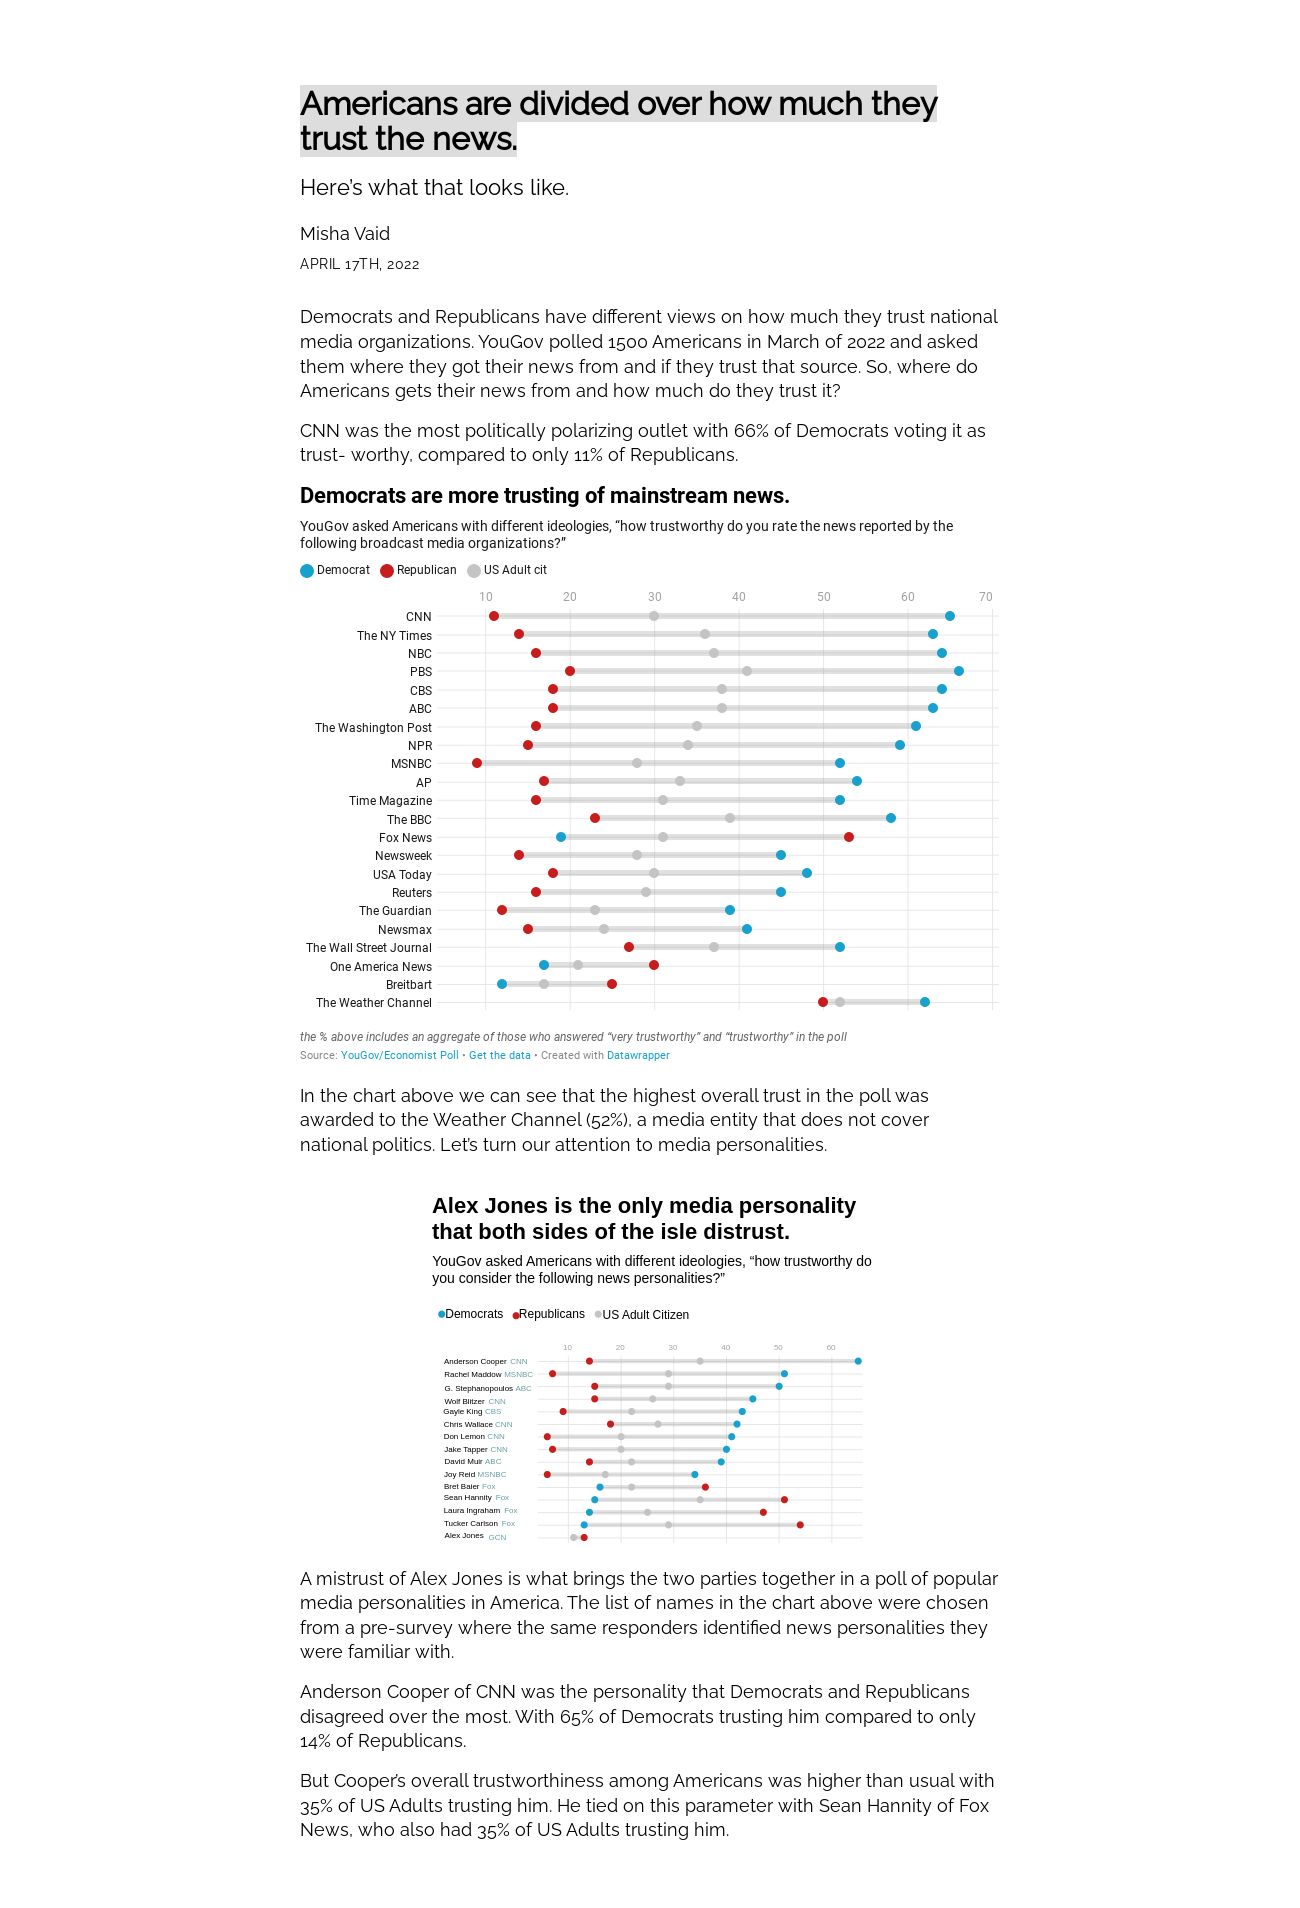 Americans are divided over how much they
trust the news.
Here's what that looks like.
Misha Vaid
APRIL 17TH, 2022
Democrats and Republicans have different views on how much they trust national
media organizations. YouGov polled 1500 Americans in March of 2022 and asked
them where they got their news from and if they trust that source. So, where do
Americans gets their news from and how much do they trust it?
CNN was the most politically polarizing outlet with 66% of Democrats voting it as
trust- worthy, compared to only 11% of Republicans.
Democrats are more trusting of mainstream news.
YouGov asked Americans with different ideologies, “how trustworthy do you rate the news reported by the
following broadcast media organizations?”
Democrat Republican US Adult cit
10 20 30 40 50 60 70
CNN
The NY Times
NBC
PBS
CBS
ABC
The Washington Post
NPR
MSNBC
AP
Time Magazine
The BBC
Fox News
Newsweek
USA Today
Reuters
The Guardian
Newsmax
The Wall Street Journal
One America News
Breitbart
The Weather Channel
the % above includes an aggregate of those who answered “very trustworthy” and “trustworthy” in the poll
Source: YouGov/Economist Poll • Get the data • Created with Datawrapper
In the chart above we can see that the highest overall trust in the poll was
awarded to the Weather Channel (52%), a media entity that does not cover
national politics. Let's turn our attention to media personalities.
Alex Jones is the only media personality
that both sides of the isle distrust.
YouGov asked Americans with different ideologies, “how trustworthy do
you consider the following news personalities?”
Democrats Republicans US Adult Citizen
10 20 30 40 50 60
Anderson Cooper CNN
Rachel Maddow MSNBC
G. Stephanopoulos ABC
Wolf Blitzer CNN
Gayle King CBS
Chris Wallace CNN
Don Lemon CNN
Jake Tapper CNN
David Muir ABC
Joy Reid MSNBC
Bret Baier Fox
Sean Hannity Fox
Laura Ingraham Fox
Tucker Carlson Fox
Alex Jones GCN
A mistrust of Alex Jones is what brings the two parties together in a poll of popular
media personalities in America. The list of names in the chart above were chosen
from a pre-survey where the same responders identified news personalities they
were familiar with.
Anderson Cooper of CNN was the personality that Democrats and Republicans
disagreed over the most. With 65% of Democrats trusting him compared to only
14% of Republicans.
But Cooper's overall trustworthiness among Americans was higher than usual with
35% of US Adults trusting him. He tied on this parameter with Sean Hannity of Fox
News, who also had 35% of US Adults trusting him.